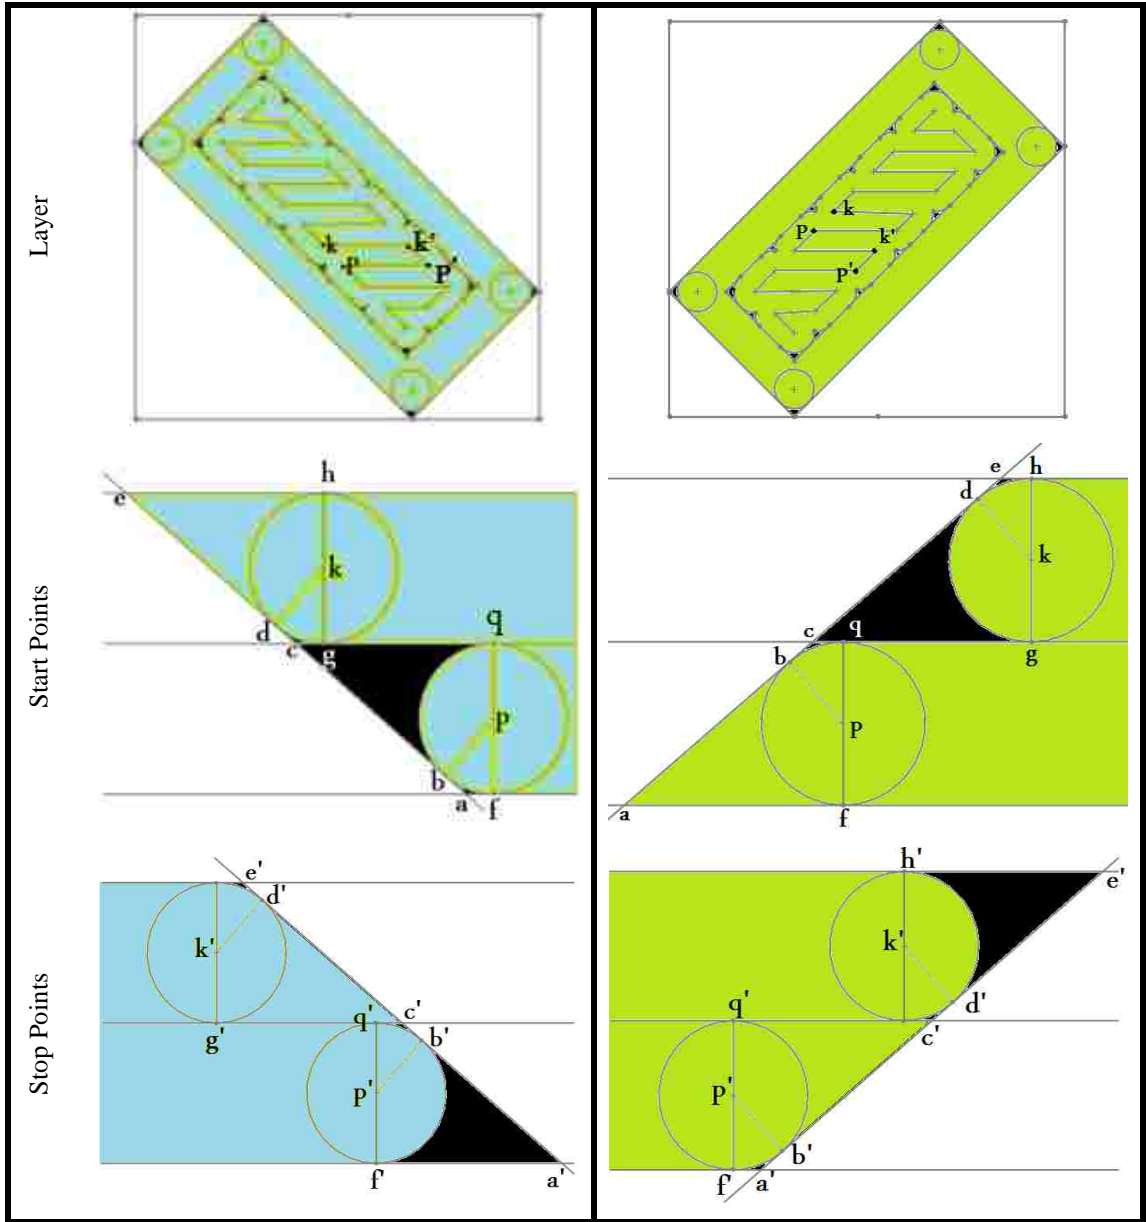 Layer
k
k'
p
p'
k
P
k'
P'
Start Points
h
e
k
q
d
c
g
p
b
a
f
e
h
d
k
c
q
b
g
P
a
f
Stop Points
e'
d'
k'
q'
c'
g'
b'
p'
f'
a'
h'
e'
k'
d'
q'
c'
P'
b'
f'
a'